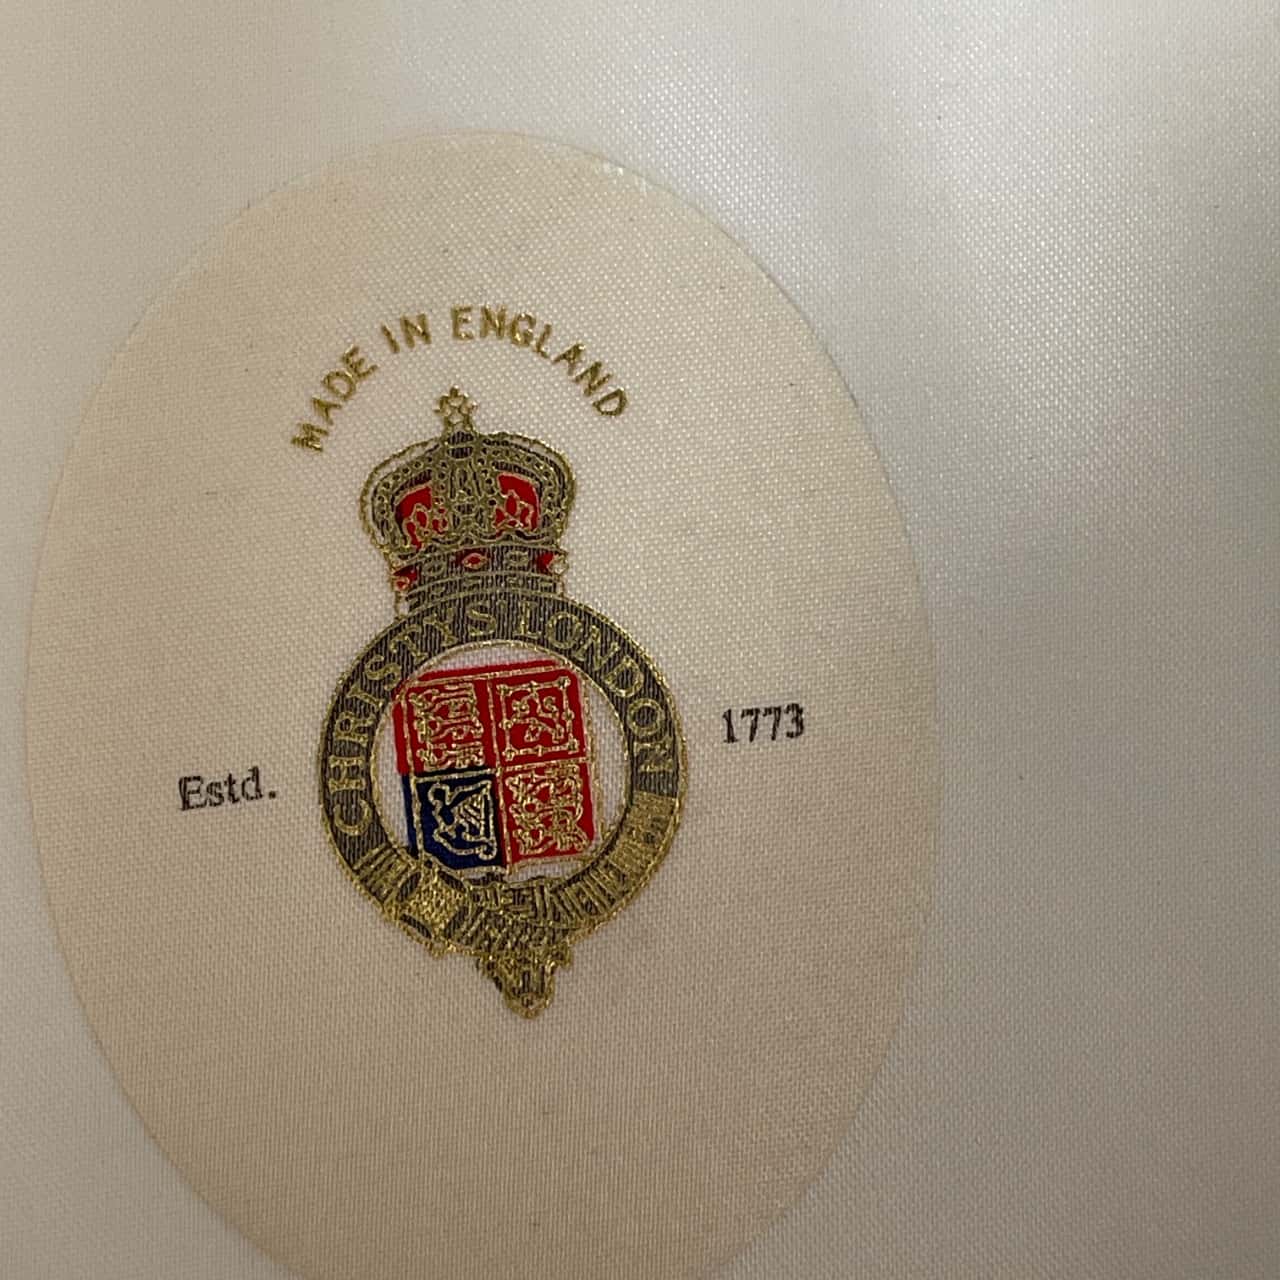 MADE IN ENGLAND
CHRISTYS' LONDON
Estd. 1773